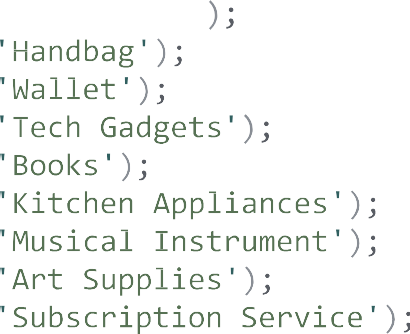 );
'Handbag');
'Wallet');
'Tech Gadgets');
'Books');
'Kitchen Appliances');
'Musical Instrument');
'Art Supplies');
'Subscription Service');